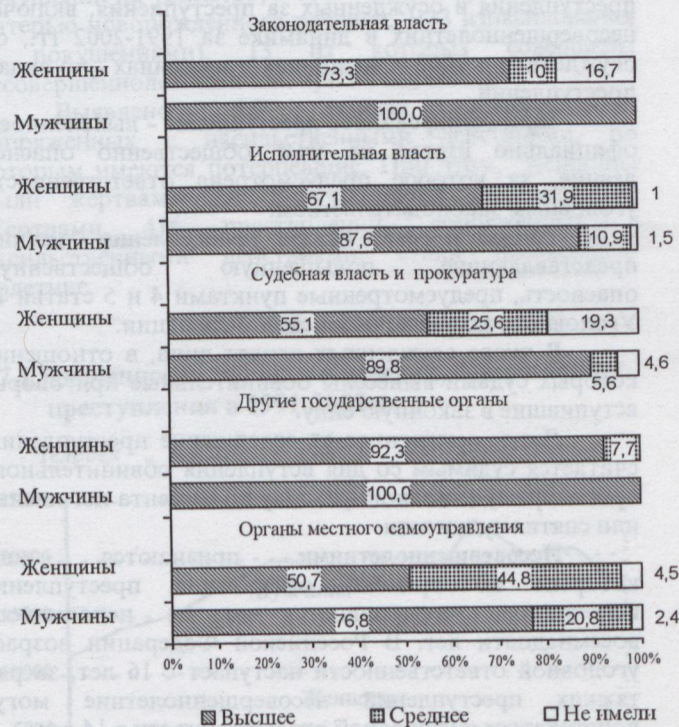 Законодательная власть
Женщины 73,3 10 16,7
Мужчины 100,0
Исполнительная власть
Женщины 67,1 31,9 1
Мужчины 87,6 10,9 1,5
Судебная власть и прокуратура
Женщины 55,1 25,6 19,3
Мужчины 89,8 5,6 4,6
Другие государственные органы
Женщины 92,3 7,7
Мужчины 100,0
Органы местного самоуправления
Женщины 50,7 44,8 4,5
Мужчины 76,8 20,8 2,4
0% 10% 20% 30% 40% 50% 60% 70% 80% 90% 100%
Высшее Среднее Не имели